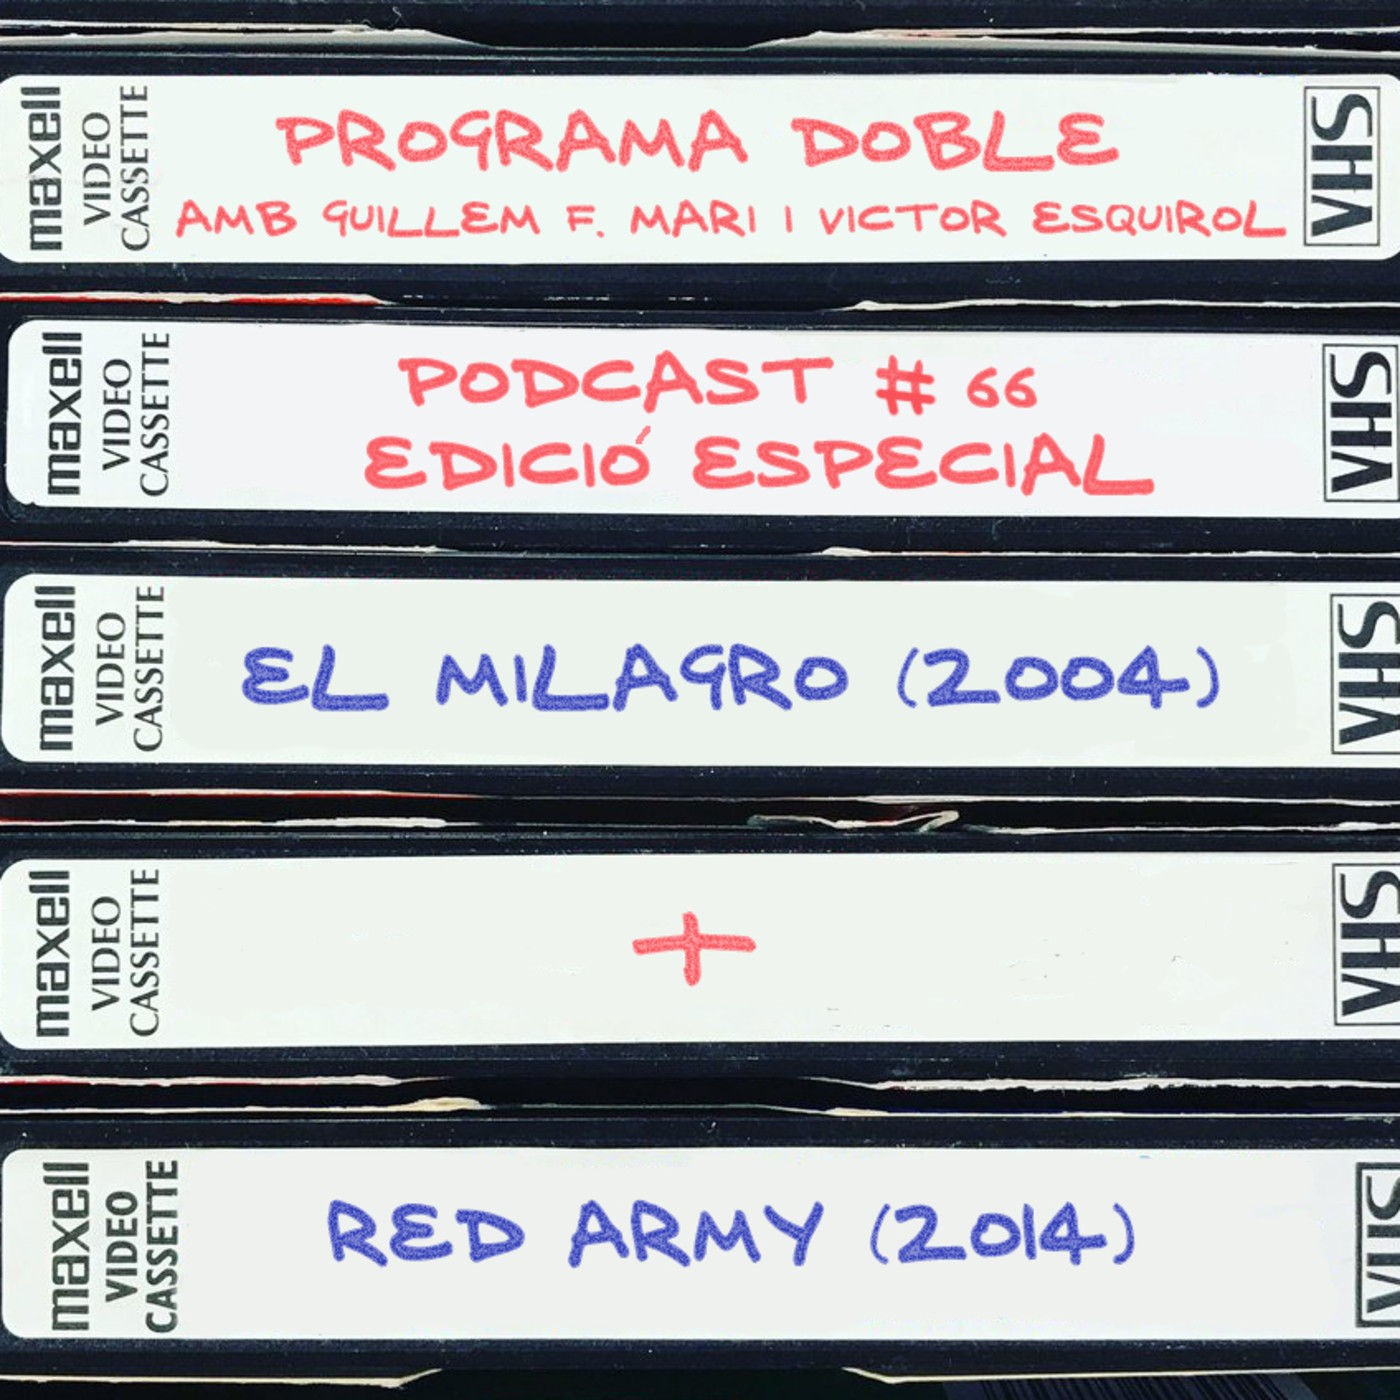 maxell
VIDEO
CASSETTE
PROGRAMA DOBLE
AMB GUILLEM F. MARI I VICTOR ESQUIROL
VHS
maxell
VIDEO
CASSETTE
PODCAST # 66
EDICIÓ ESPECIAL
VHS
maxell
VIDEO
CASSETTE
EL MILAGRO (2004)
VHS
maxell
VIDEO
CASSETTE
+
VHS
maxell
VIDEO
CASSETTE
RED ARMY (2014)
VHS